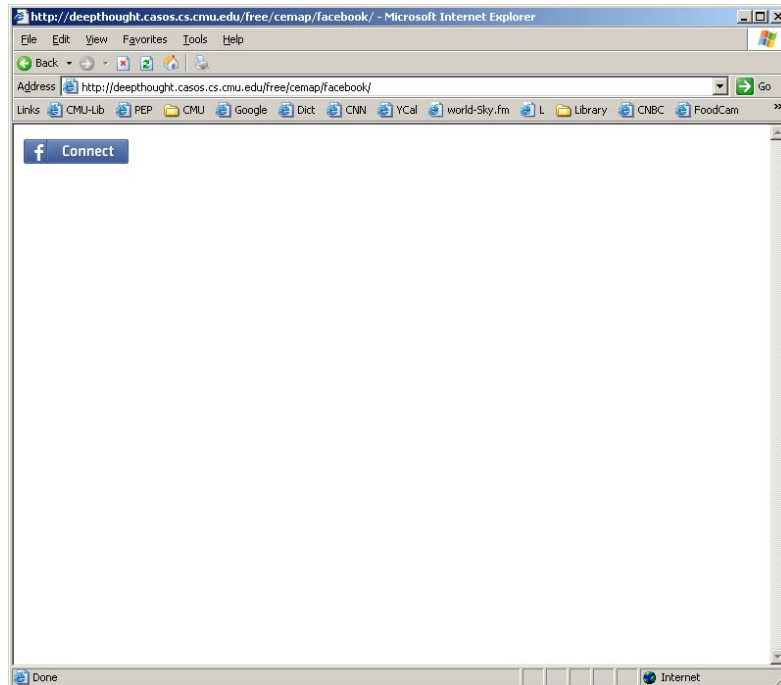 http://deepthought.casos.cs.cmu.edu/free/cemap/facebook/ - Microsoft Internet Explorer
File Edit View Favorites Tools Help
Back
Address http://deepthought.casos.cs.cmu.edu/free/cemap/facebook/ Go
Links CMU-Lib PEP CMU Google Dict CNN YCal world-Sky.fm L Library CNBC FoodCam »
f Connect
Done Internet